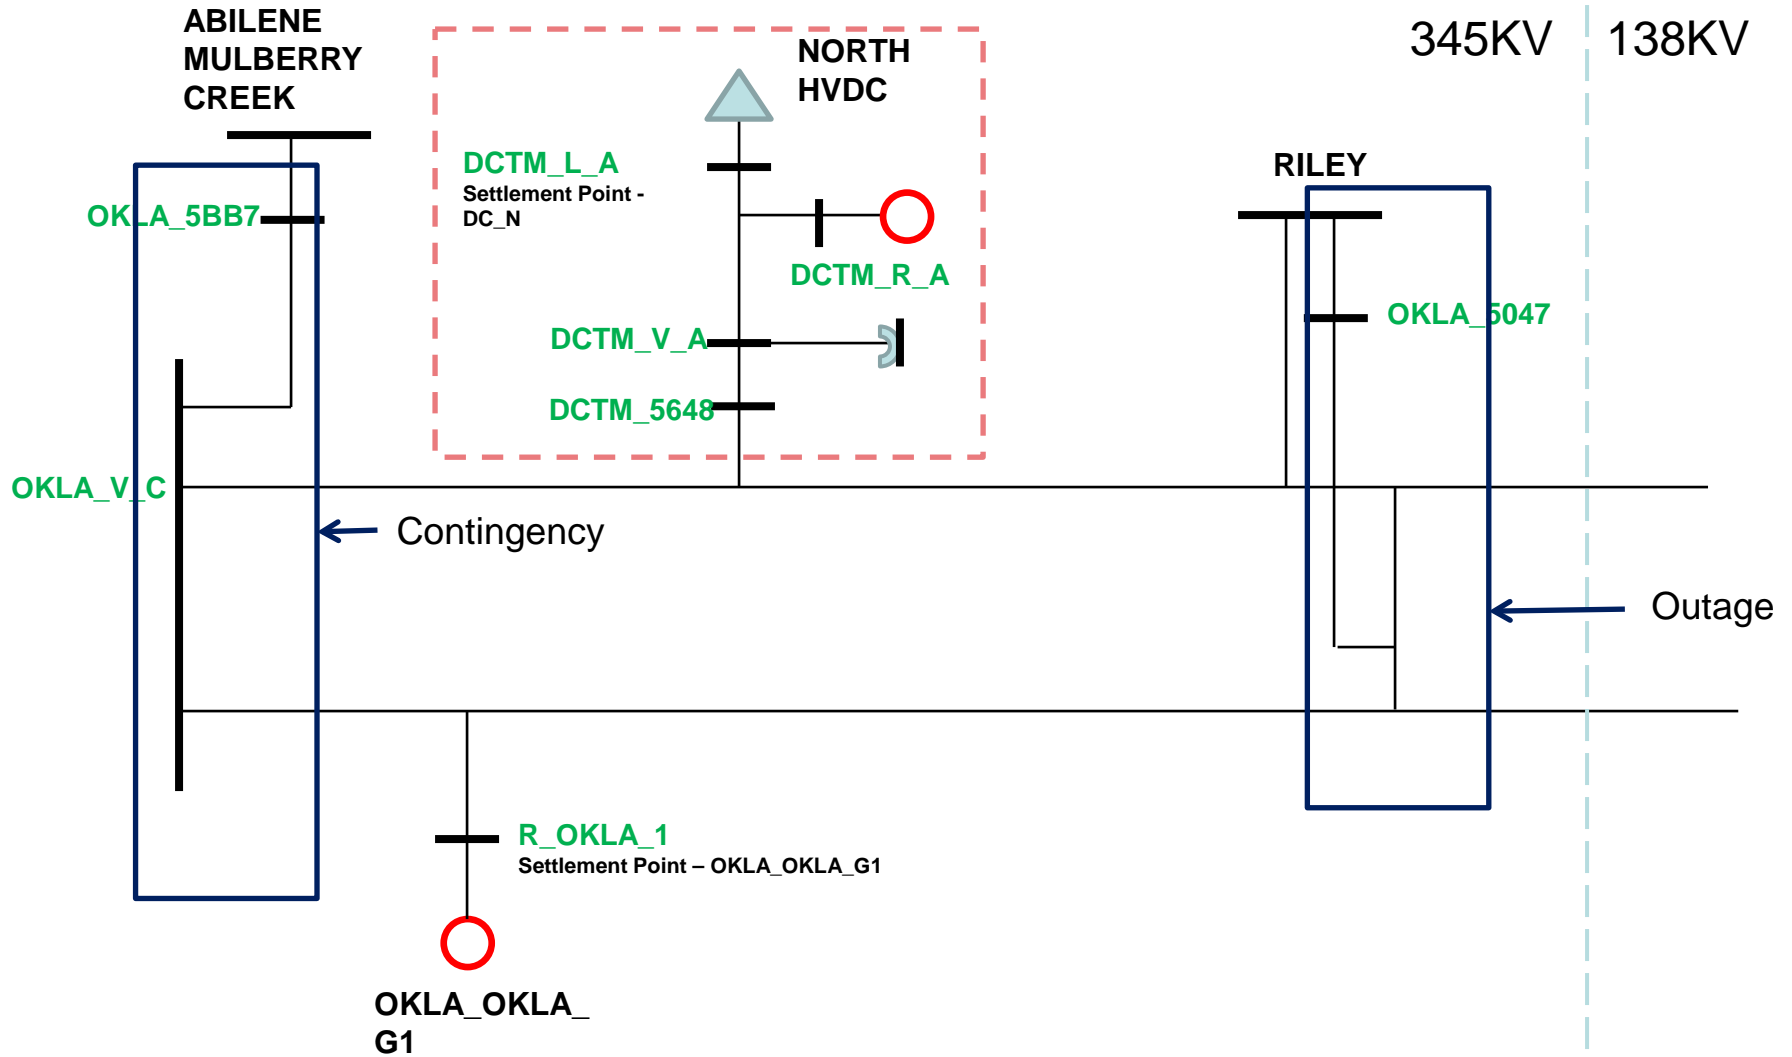 ABILENE
MULBERRY
CREEK
NORTH
HVDC
345KV
138KV
DCTM_L_A
Settlement Point -
DC_N
RILEY
OKLA_5BB7
DCTM_R_A
OKLA_5047
DCTM_V_A
DCTM_5648
OKLA_V_C
Contingency
Outage
R_OKLA_1
Settlement Point – OKLA_OKLA_G1
OKLA_OKLA_
G1